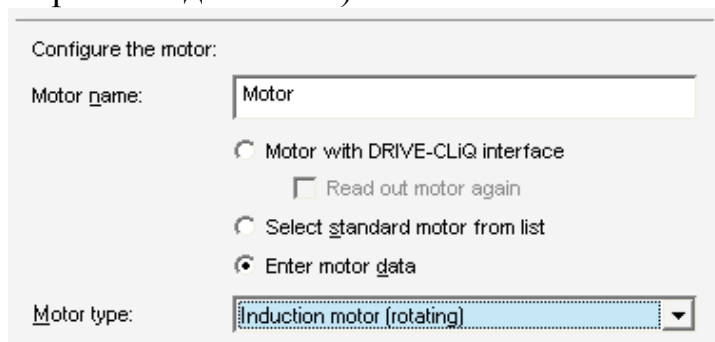 Configure the motor:
Motor name: Motor
Motor with DRIVE-CLiQ interface
Read out motor again
Select standard motor from list
Enter motor data
Motor type: Induction motor (rotating)